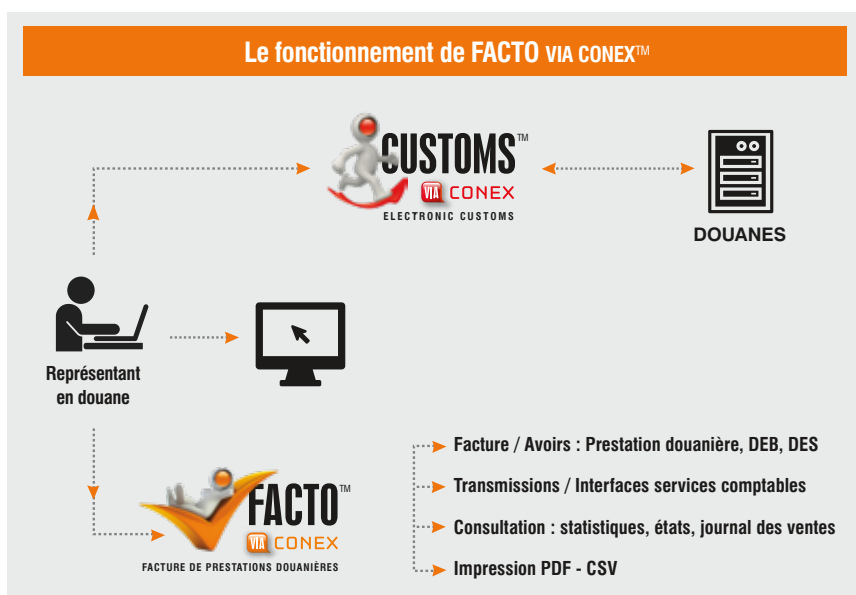 Le fonctionnement de FACTO VIA CONEX™
CUSTOMS™
VIA CONEX
ELECTRONIC CUSTOMS
DOUANES
Représentant
en douane
FACTO™
VIA CONEX
FACTURE DE PRESTATIONS DOUANIÈRES
Facture / Avoirs : Prestation douanière, DEB, DES
Transmissions / Interfaces services comptables
Consultation : statistiques, états, journal des ventes
Impression PDF - CSV